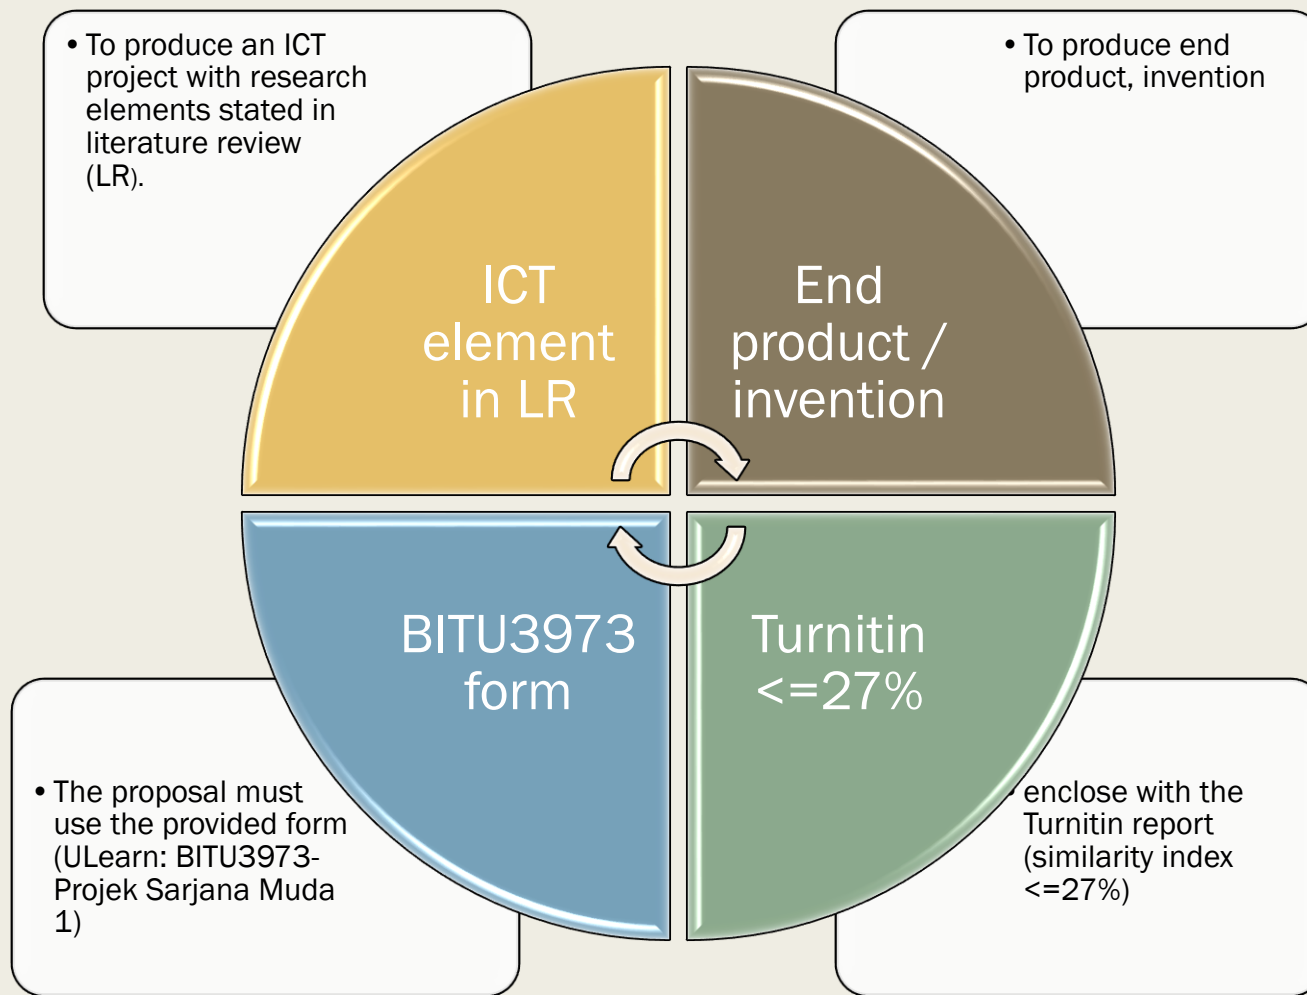 • To produce an ICT
project with research
elements stated in
literature review
(LR).
• To produce end
product, invention
ICT
element
in LR
End
product /
invention
BITU3973
form
Turnitin
<=27%
• The proposal must
use the provided form
(ULearn: BITU3973-
Projek Sarjana Muda
1)
• enclose with the
Turnitin report
(similarity index
<=27%)